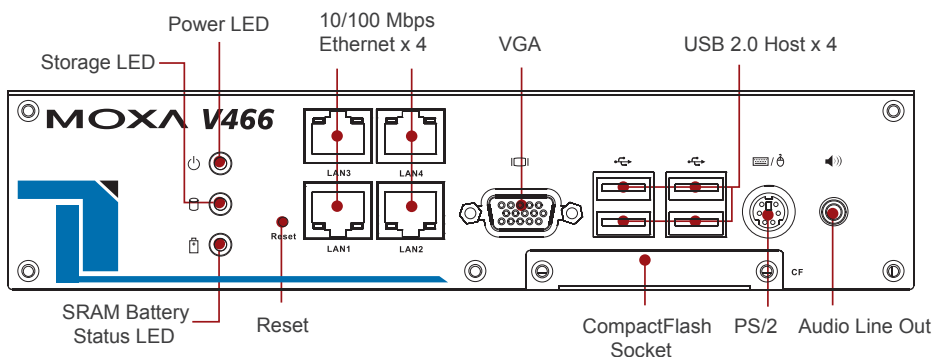 Power LED
10/100 Mbps
Ethernet x 4
VGA
USB 2.0 Host x 4
Storage LED
MOXA V466
LAN3
LAN4
/
Reset
LAN1
LAN2
CF
SRAM Battery
Status LED
Reset
CompactFlash
Socket
PS/2
Audio Line Out